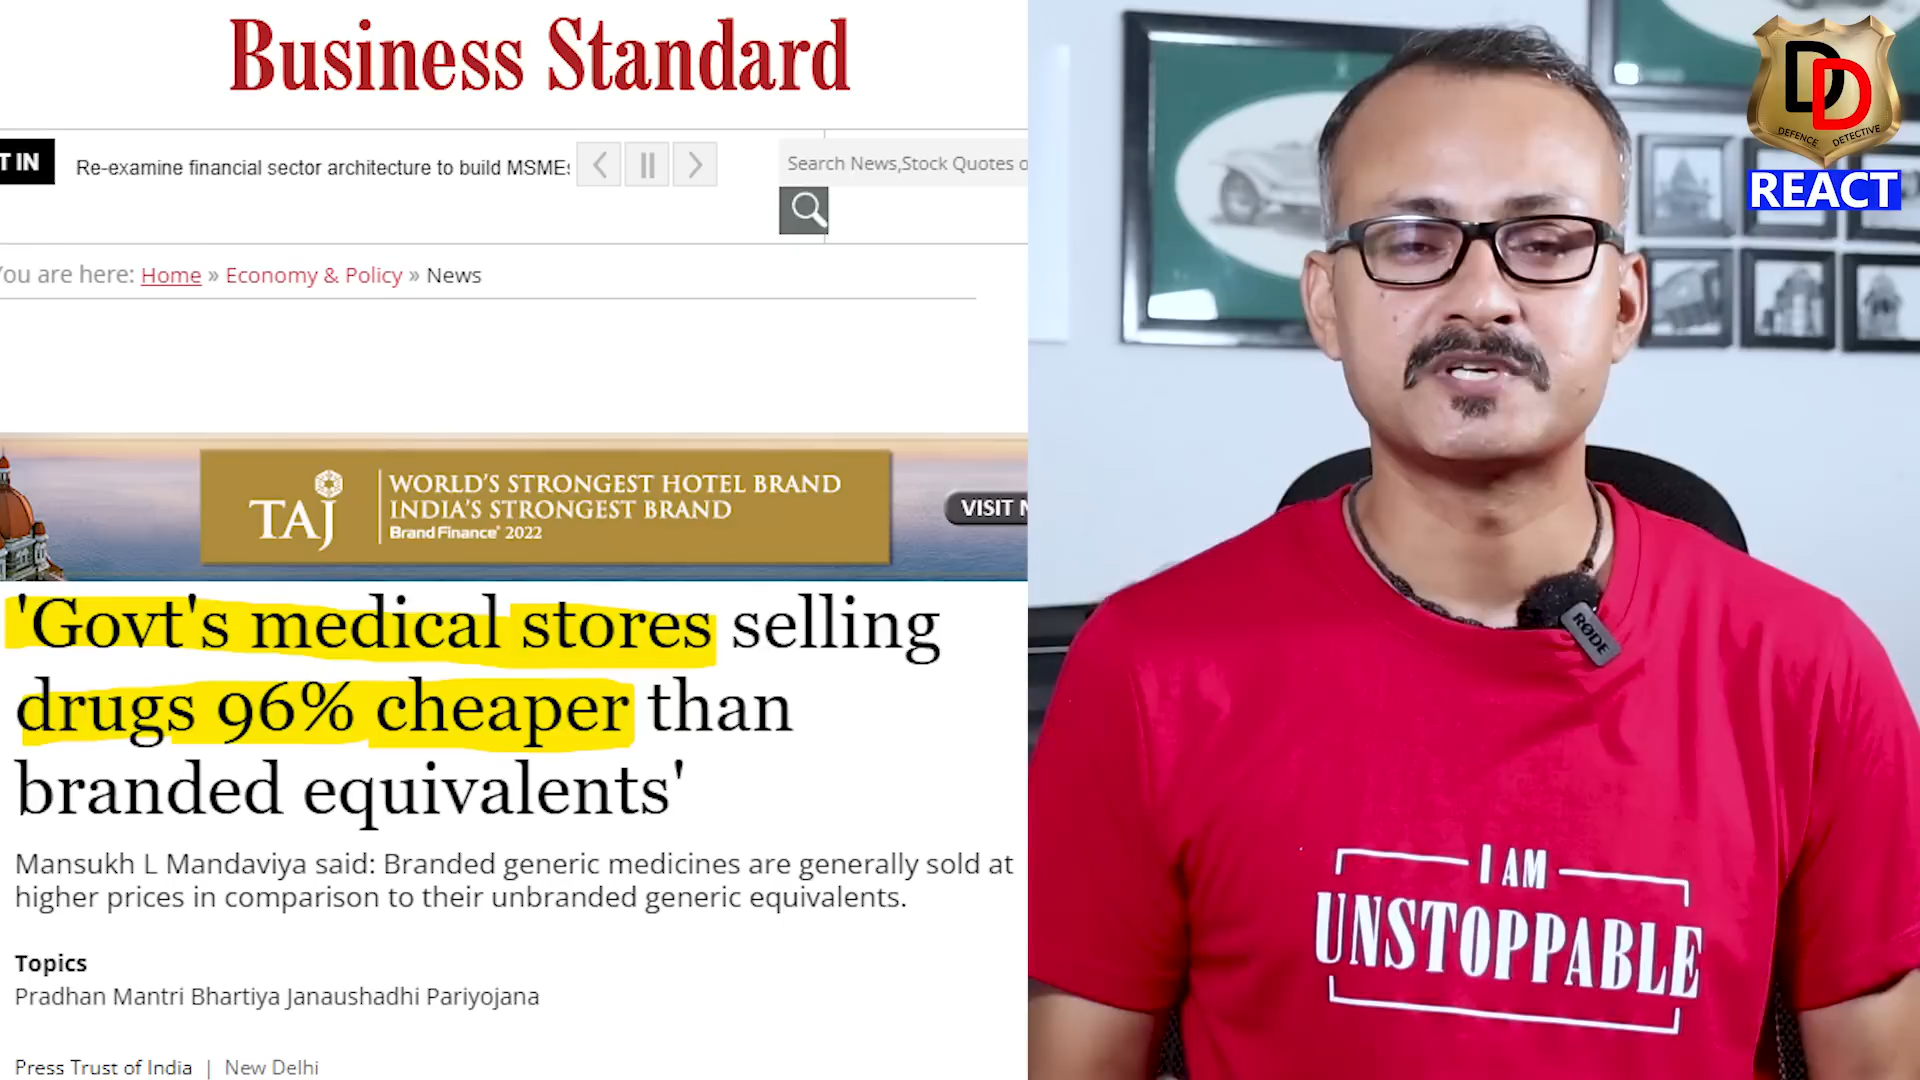 Business Standard
T IN
Re-examine financial sector architecture to build MSMEs
Search News,Stock Quotes o
You are here: Home » Economy & Policy » News
TAJ
WORLD'S STRONGEST HOTEL BRAND
INDIA'S STRONGEST BRAND
Brand Finance® 2022
VISIT N
'Govt's medical stores selling
drugs 96% cheaper than
branded equivalents'
Mansukh L Mandaviya said: Branded generic medicines are generally sold at
higher prices in comparison to their unbranded generic equivalents.
Topics
Pradhan Mantri Bhartiya Janaushadhi Pariyojana
Press Trust of India | New Delhi
DD
DEFENCE DETECTIVE
REACT
RØDE
I AM
UNSTOPPABLE